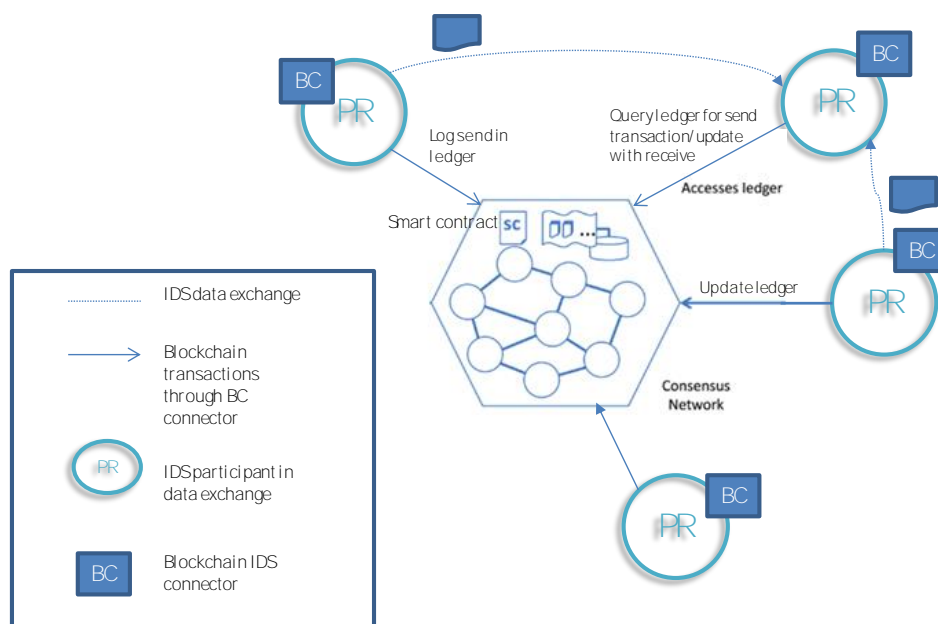 BC
PR
BC
PR
Log send in
ledger
Query ledger for send
transaction/update
with receive
Accesses ledger
Smart contract
SC
...
BC
PR
Update ledger
Consensus
Network
BC
PR
IDS data exchange
Blockchain
transactions
through BC
connector
PR
IDS participant in
data exchange
BC
Blockchain IDS
connector